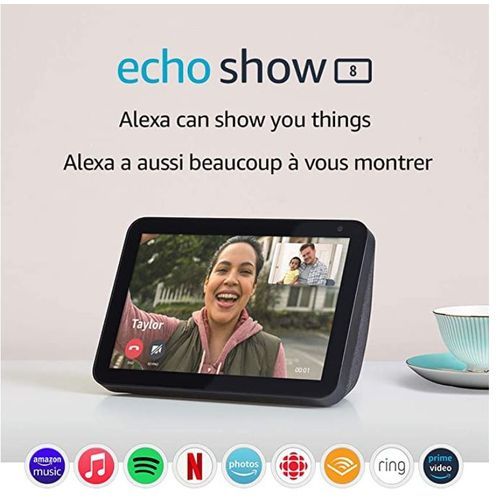 echo show 8
Alexa can show you things
Alexa a aussi beaucoup à vous montrer
Taylor
00:01
amazon
music
N
photos
ring
prime
video